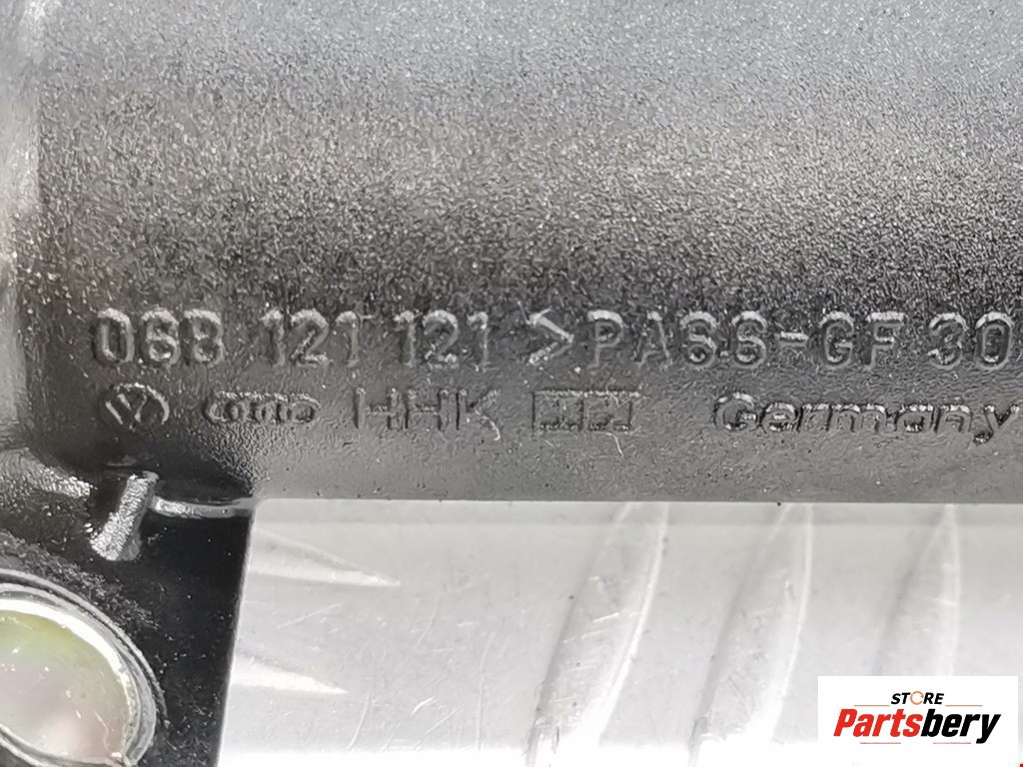 06B 121 121 >PA66-GF 30
HHK Germany
STORE
Partsbery